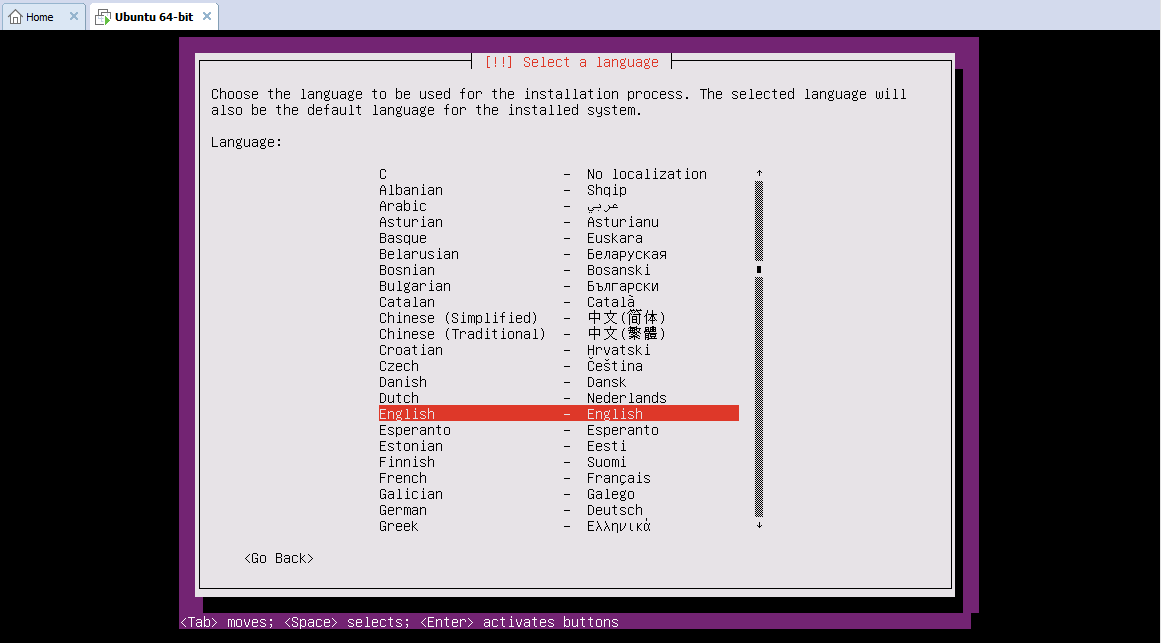 Home
Ubuntu 64-bit
[!!] Select a language
Choose the language to be used for the installation process. The selected language will
also be the default language for the installed system.
Language:
C - No localization
Albanian - Shqip
Arabic - عربي
Asturian - Asturianu
Basque - Euskara
Belarusian - Беларуская
Bosnian - Bosanski
Bulgarian - Български
Catalan - Català
Chinese (Simplified) - 中文(简体)
Chinese (Traditional) - 中文(繁體)
Croatian - Hrvatski
Czech - Čeština
Danish - Dansk
Dutch - Nederlands
English - English
Esperanto - Esperanto
Estonian - Eesti
Finnish - Suomi
French - Français
Galician - Galego
German - Deutsch
Greek - Ελληνικά
<Go Back>
<Tab> moves; <Space> selects; <Enter> activates buttons